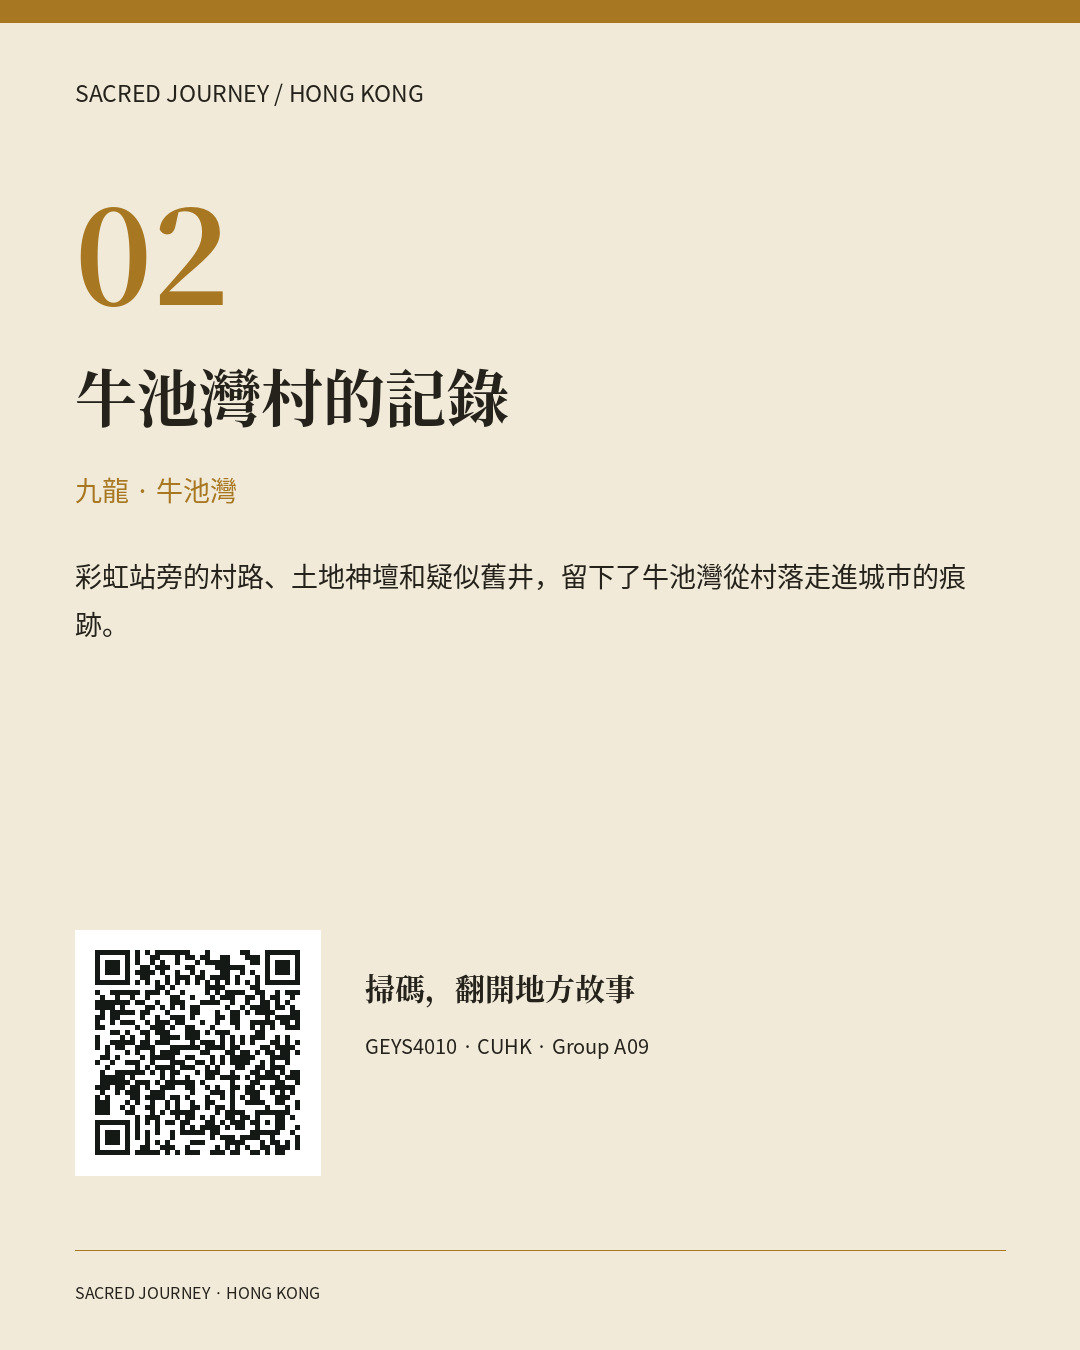 SACRED JOURNEY / HONG KONG
02
牛池灣村的記錄
九龍 · 牛池灣
彩虹站旁的村路、土地神壇和疑似舊井，留下了牛池灣從村落走進城市的痕
跡。
掃碼，翻開地方故事
GEYS4010 · CUHK · Group A09
SACRED JOURNEY · HONG KONG